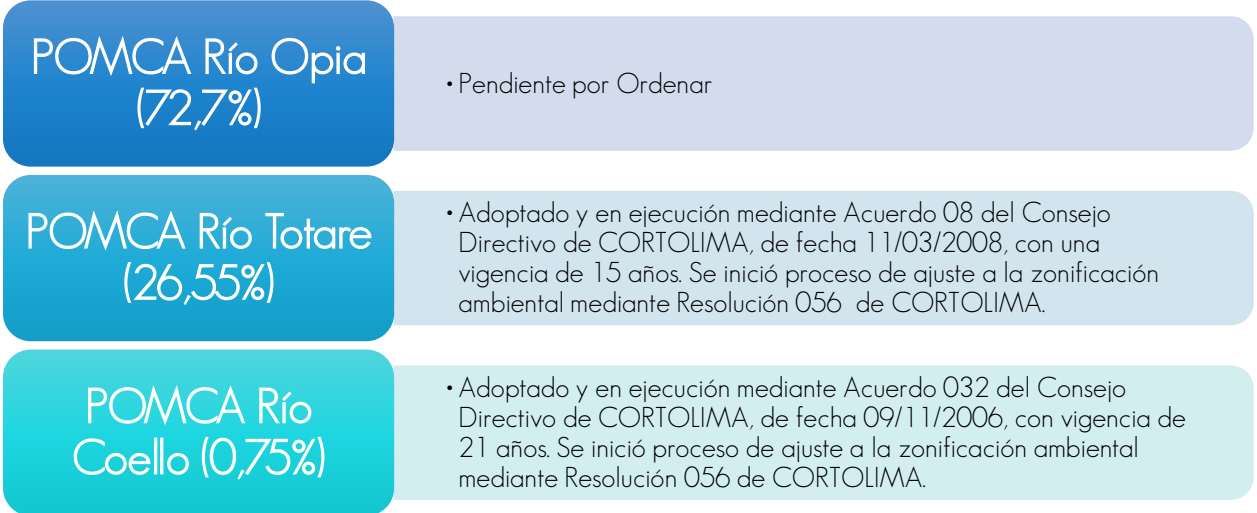 POMCA Río Opia
(72,7%)
• Pendiente por Ordenar
POMCA Río Totare
(26,55%)
• Adoptado y en ejecución mediante Acuerdo 08 del Consejo
Directivo de CORTOLIMA, de fecha 11/03/2008, con una
vigencia de 15 años. Se inició proceso de ajuste a la zonificación
ambiental mediante Resolución 056 de CORTOLIMA.
POMCA Río
Coello (0,75%)
• Adoptado y en ejecución mediante Acuerdo 032 del Consejo
Directivo de CORTOLIMA, de fecha 09/11/2006, con vigencia de
21 años. Se inició proceso de ajuste a la zonificación ambiental
mediante Resolución 056 de CORTOLIMA.